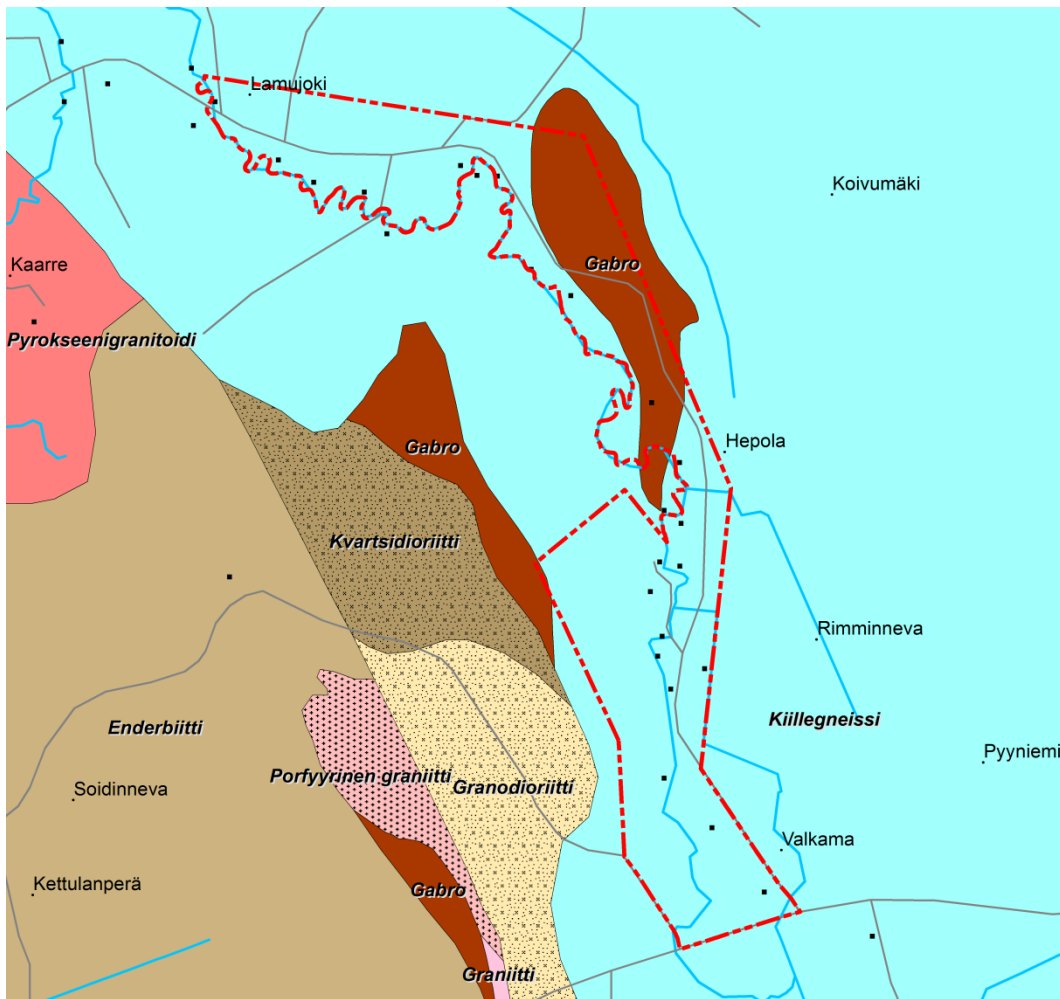 Lamujoki
Koivumäki
Kaarre
Gabro
Pyrokseenigranitoidi
Gabro
Hepola
Kvartsidioriitti
Rimminneva
Kiillegneissi
Enderbiitti
Pyyniemi
Porfyyrinen graniitti
Granodioriitti
Soidinneva
Valkama
Kettulanperä
Gabro
Graniitti